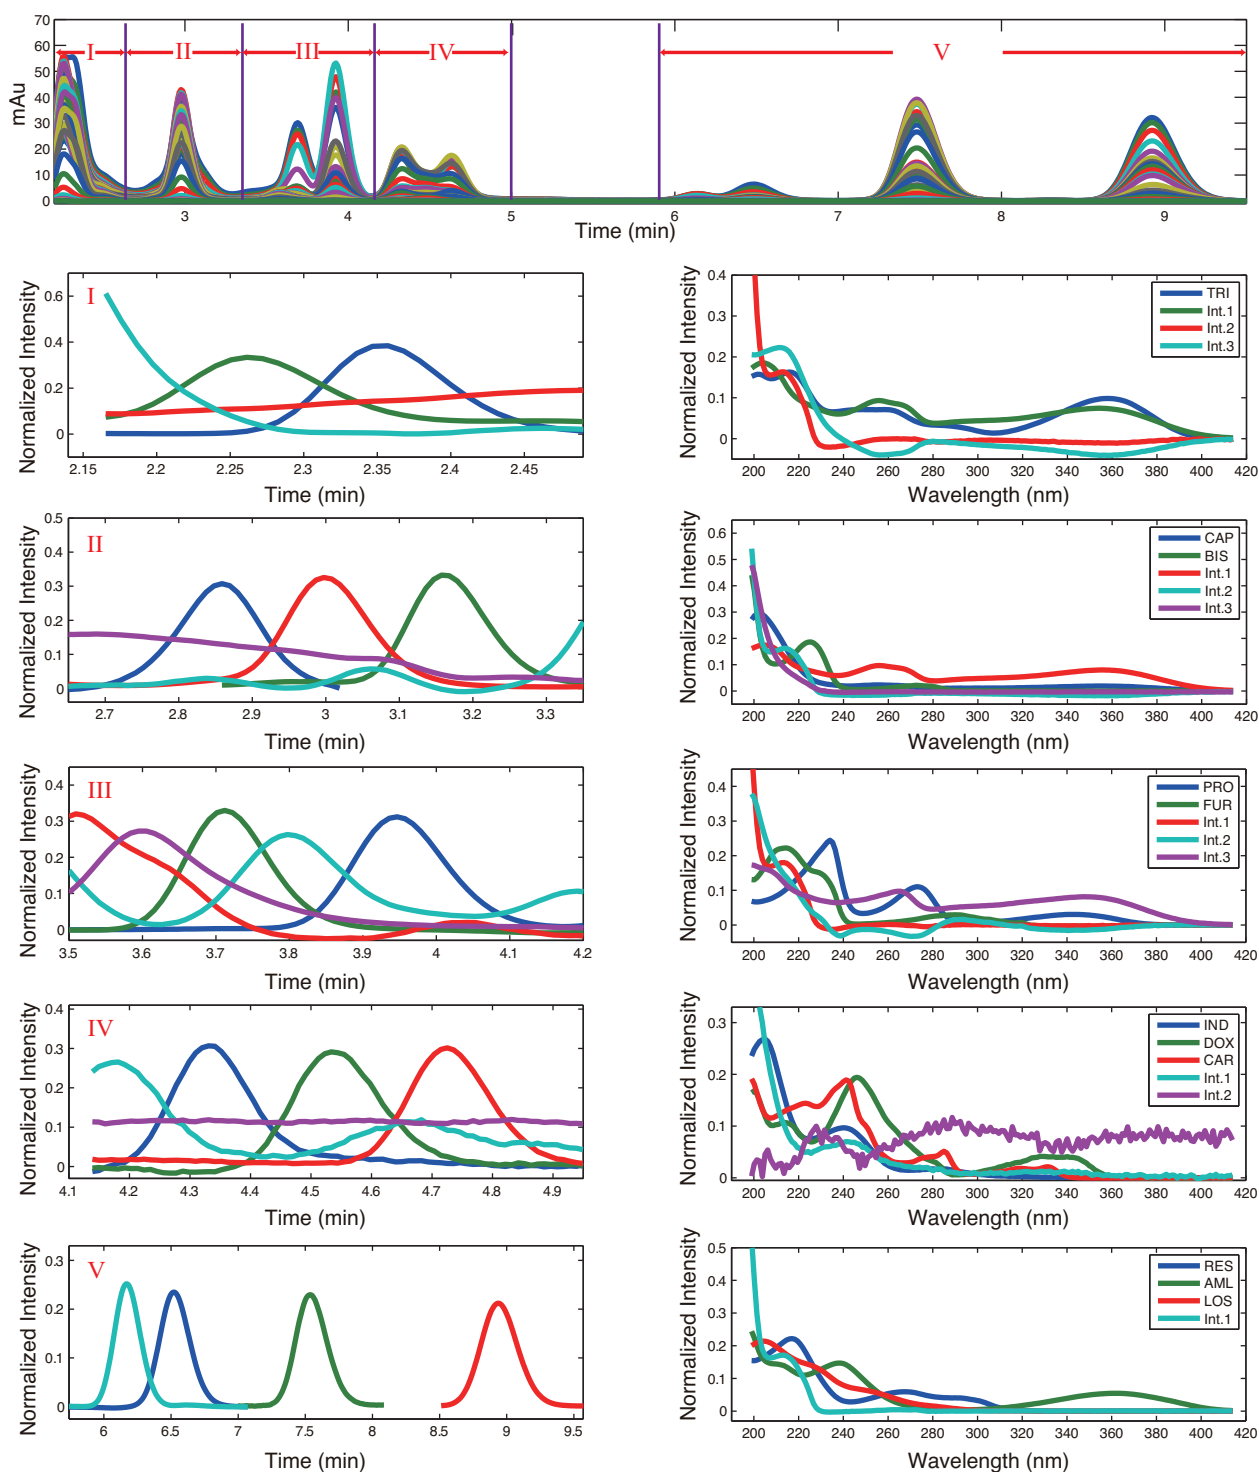 70
60
50
40
30
20
10
0
mAu
I
II
III
IV
V
3
4
5
6
7
8
9
Time (min)
Normalized Intensity
0.6
0.4
0.2
0
I
2.15
2.2
2.25
2.3
2.35
2.4
2.45
Time (min)
Normalized Intensity
0.4
0.3
0.2
0.1
0
TRI
Int.1
Int.2
Int.3
200 220 240 260 280 300 320 340 360 380 400 420
Wavelength (nm)
Normalized Intensity
0.5
0.4
0.3
0.2
0.1
0
II
2.7
2.8
2.9
3
3.1
3.2
3.3
Time (min)
Normalized Intensity
0.6
0.5
0.4
0.3
0.2
0.1
0
CAP
BIS
Int.1
Int.2
Int.3
200 220 240 260 280 300 320 340 360 380 400 420
Wavelength (nm)
Normalized Intensity
0.4
0.3
0.2
0.1
0
III
3.5
3.6
3.7
3.8
3.9
4
4.1
4.2
Time (min)
Normalized Intensity
0.4
0.3
0.2
0.1
0
PRO
FUR
Int.1
Int.2
Int.3
200 220 240 260 280 300 320 340 360 380 400 420
Wavelength (nm)
Normalized Intensity
0.4
0.3
0.2
0.1
0
IV
4.1
4.2
4.3
4.4
4.5
4.6
4.7
4.8
4.9
Time (min)
Normalized Intensity
0.3
0.2
0.1
0
IND
DOX
CAR
Int.1
Int.2
200 220 240 260 280 300 320 340 360 380 400 420
Wavelength (nm)
Normalized Intensity
0.3
0.2
0.1
0
V
6
6.5
7
7.5
8
8.5
9
9.5
Time (min)
Normalized Intensity
0.5
0.4
0.3
0.2
0.1
0
RES
AML
LOS
Int.1
200 220 240 260 280 300 320 340 360 380 400 420
Wavelength (nm)